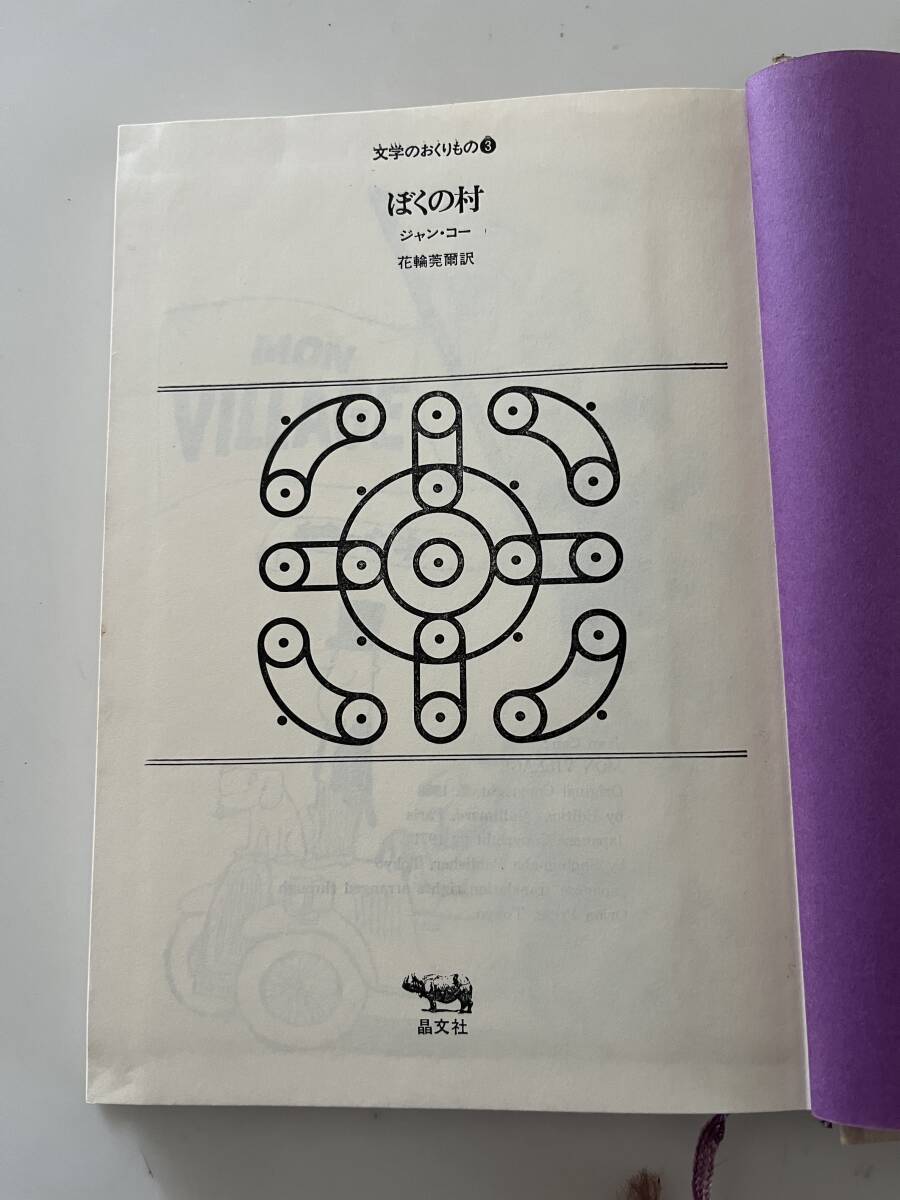 文学のおくりもの3
ぼくの村
ジャン・コー
花輪莞爾訳
晶文社